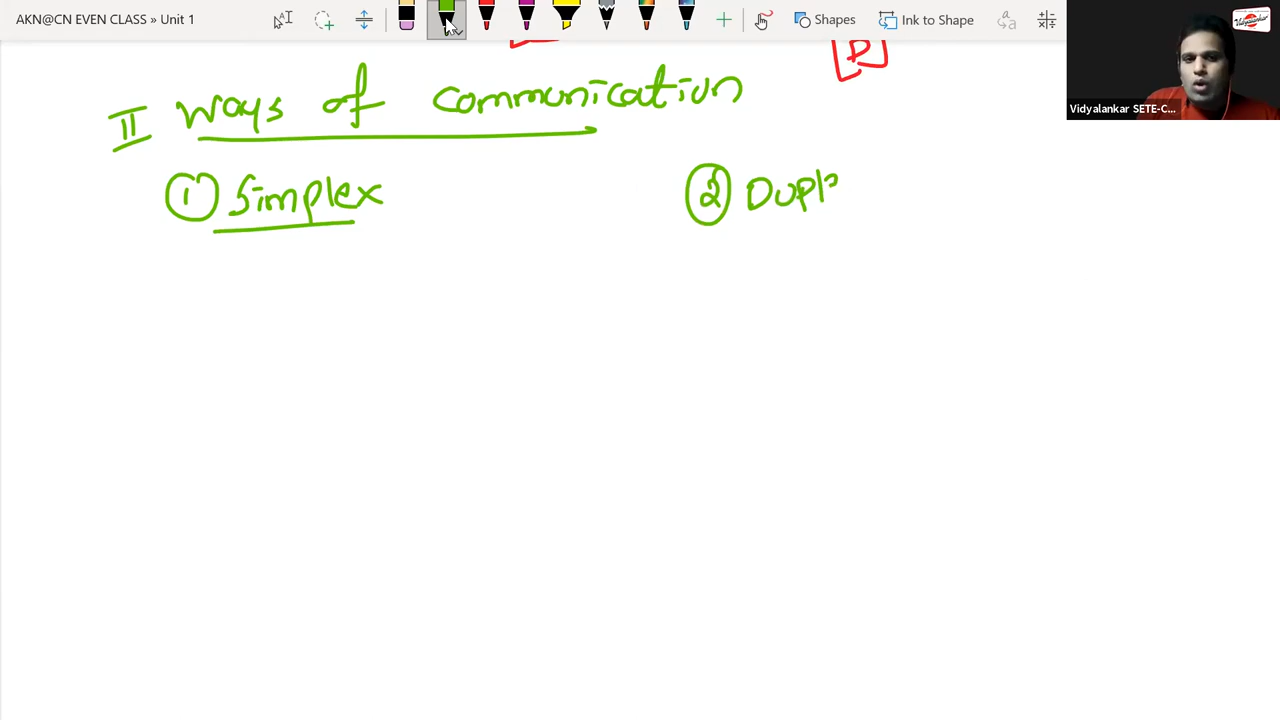 AKN@CN EVEN CLASS » Unit 1
Shapes
Ink to Shape
Vidyalankar
Vidyalankar SETE-C...
D
II Ways of communication
① Simplex
② Dupl